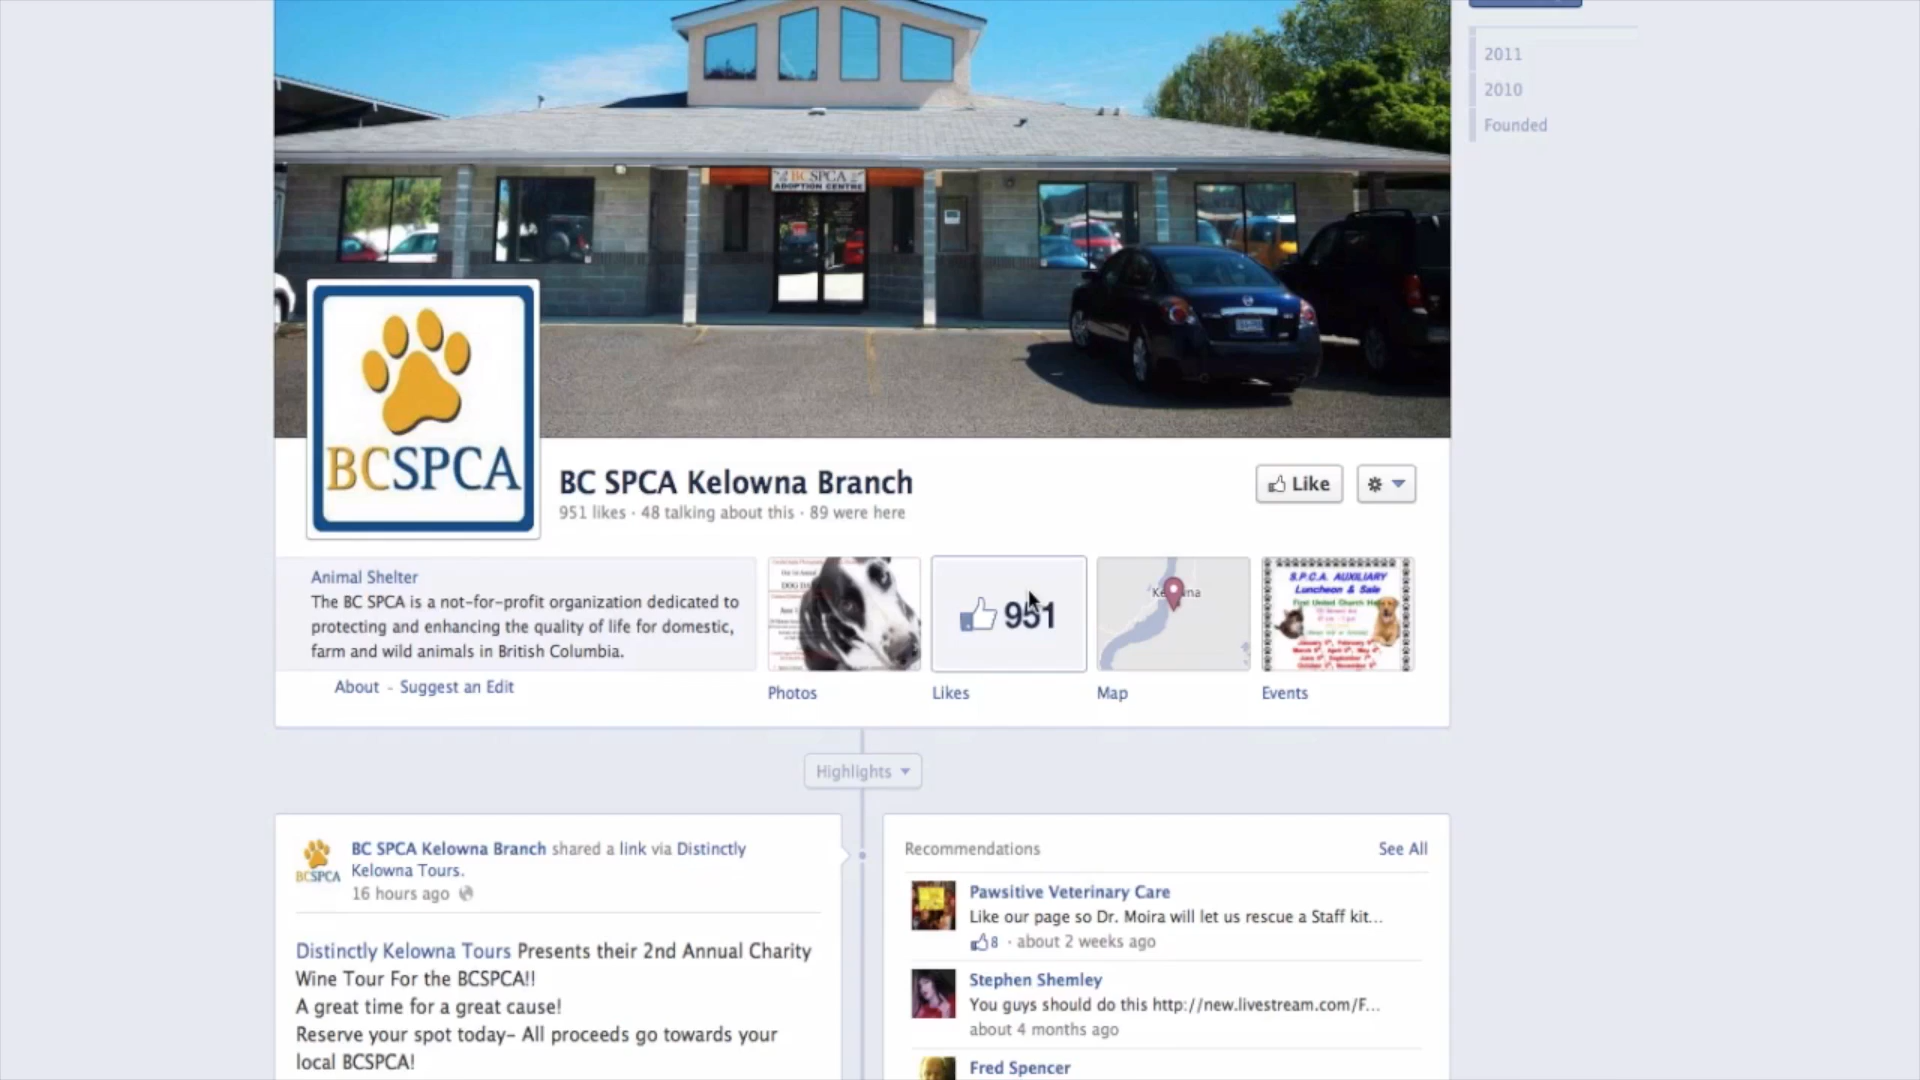 2011
2010
Founded
BCSPCA
ADOPTION CENTRE
BCSPCA
BC SPCA Kelowna Branch
951 likes · 48 talking about this · 89 were here
Like
Animal Shelter
The BC SPCA is a not-for-profit organization dedicated to
protecting and enhancing the quality of life for domestic,
farm and wild animals in British Columbia.
About - Suggest an Edit
951
S.P.C.A. AUXILIARY
Luncheon & Sale
First United Church Hall
Photos
Likes
Map
Events
Highlights
BC SPCA Kelowna Branch shared a link via Distinctly
Kelowna Tours.
16 hours ago
BCSPCA
Distinctly Kelowna Tours Presents their 2nd Annual Charity
Wine Tour For the BCSPCA!!
A great time for a great cause!
Reserve your spot today- All proceeds go towards your
local BCSPCA!
Recommendations
See All
Pawsitive Veterinary Care
Like our page so Dr. Moira will let us rescue a Staff kit...
8 · about 2 weeks ago
Stephen Shemley
You guys should do this http://new.livestream.com/F...
about 4 months ago
Fred Spencer